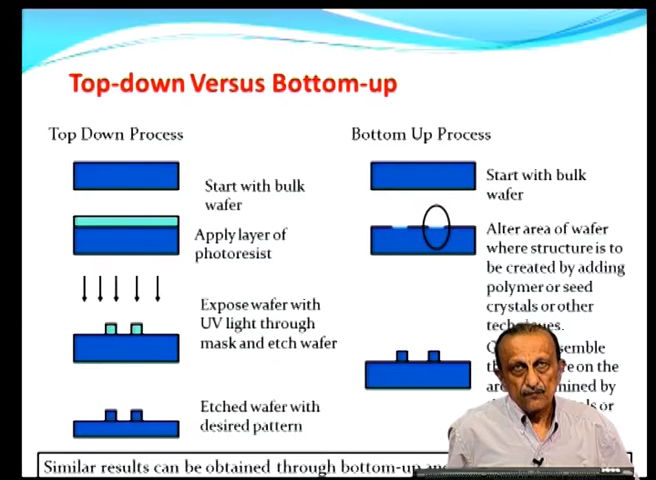 Top-down Versus Bottom-up
Top Down Process
Start with bulk
wafer
Apply layer of
photoresist
Expose wafer with
UV light through
mask and etch wafer
Etched wafer with
desired pattern
Bottom Up Process
Start with bulk
wafer
Alter area of wafer
where structure is to
be created by adding
polymer or seed
crystals or other
techniques.
on the
Similar results can be obtained through bottom-up